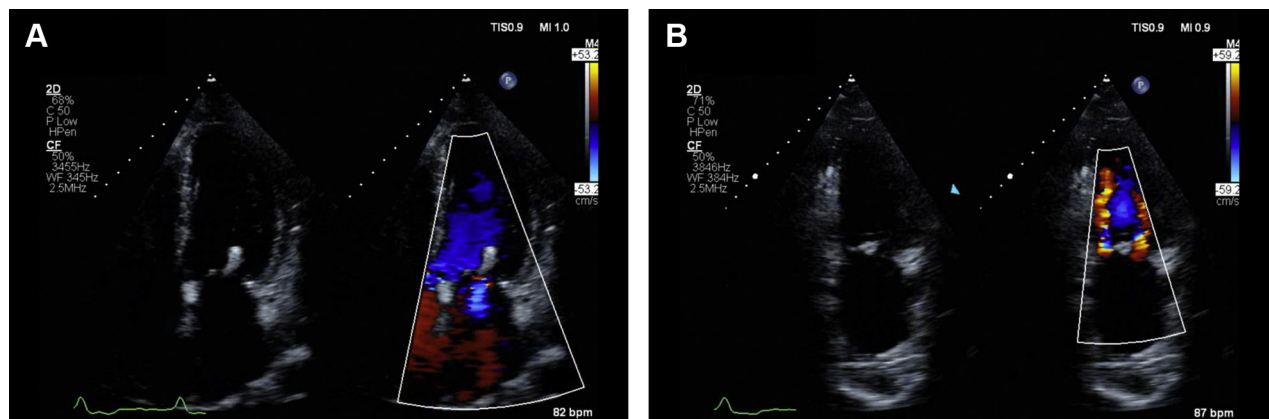 A
TIS0.9 MI 1.0
M4
+53.2
2D
68%
C 50
P Low
HPen
CF
50%
3455Hz
WF 345Hz
2.5MHz
P
-53.2
cm/s
82 bpm
B
TIS0.9 MI 0.9
M4
+59.2
2D
71%
C 50
P Low
HPen
CF
50%
3846Hz
WF 384Hz
2.5MHz
P
-59.2
cm/s
87 bpm